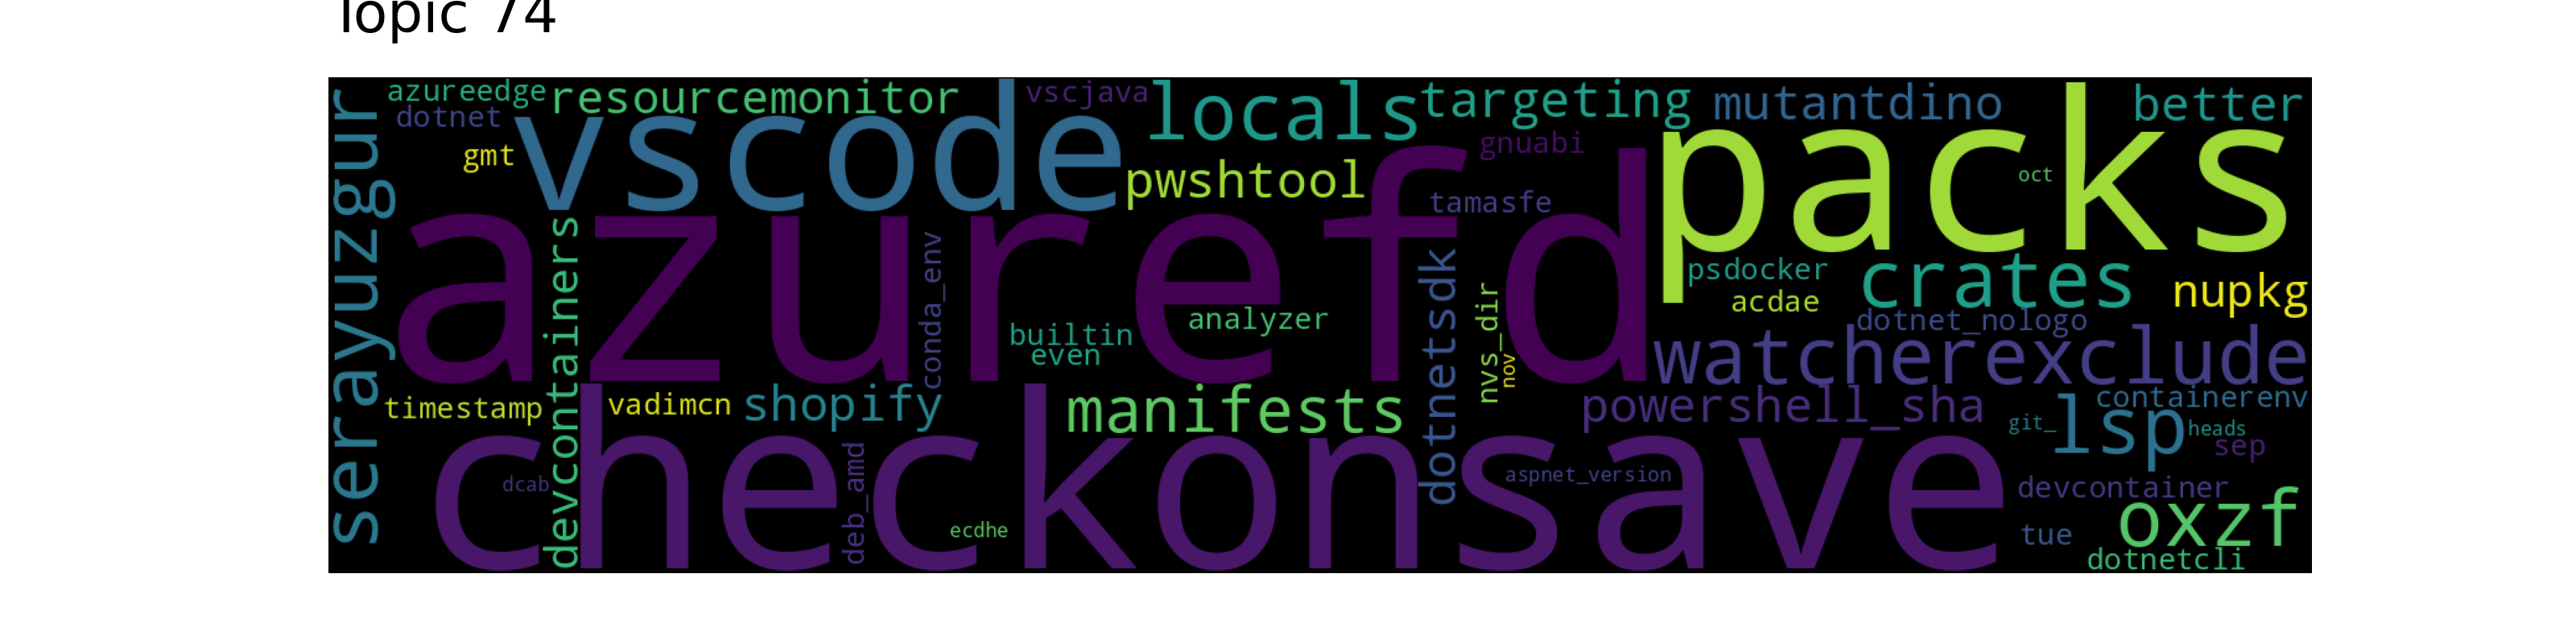 Topic 74
azureedge resourcemonitor vscjava locals targeting mutantdino better
dotnet vscode packs
gmt pwshtool gnuabi oct
serayuzgur azurefd tamasfe
devcontainers conda_env dotnetsdk nvs_dir psdocker crates nupkg
acdae
builtin analyzer dotnet_nologo
even nov watcherexclude
timestamp vadimcn shopify manifests powershell_sha containerenv
git_ lsp heads
sep
checkonsave
dcab deb_amd aspnet_version devcontainer
ecdhe tue oxzf
dotnetcli